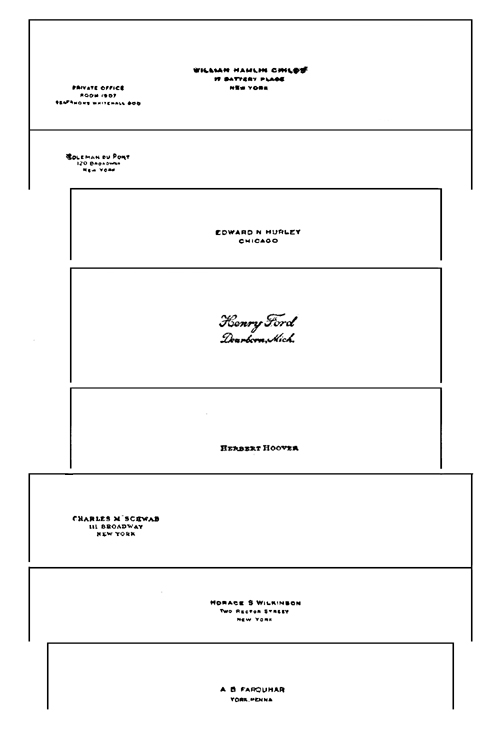 WILLIAM HAMLIN CHILDS
17 BATTERY PLACE
NEW YORK
PRIVATE OFFICE
ROOM 1907
TELEPHONE WHITEHALL 600
COLEMAN DU PONT
120 BROADWAY
NEW YORK
EDWARD N HURLEY
CHICAGO
Henry Ford
Dearborn, Mich.
HERBERT HOOVER
CHARLES M SCHWAB
111 BROADWAY
NEW YORK
HORACE S WILKINSON
TWO RECTOR STREET
NEW YORK
A B FARQUHAR
YORK, PENNA